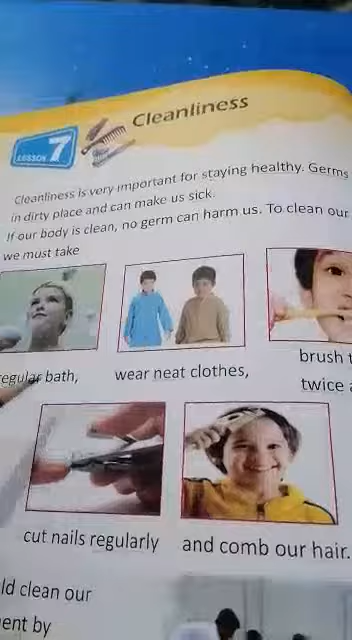 LESSON 7
Cleanliness
Cleanliness is very important for staying healthy. Germs
in dirty place and can make us sick.
If our body is clean, no germ can harm us. To clean our
we must take
regular bath,
wear neat clothes,
brush
twice
cut nails regularly
and comb our hair.
clean our
by